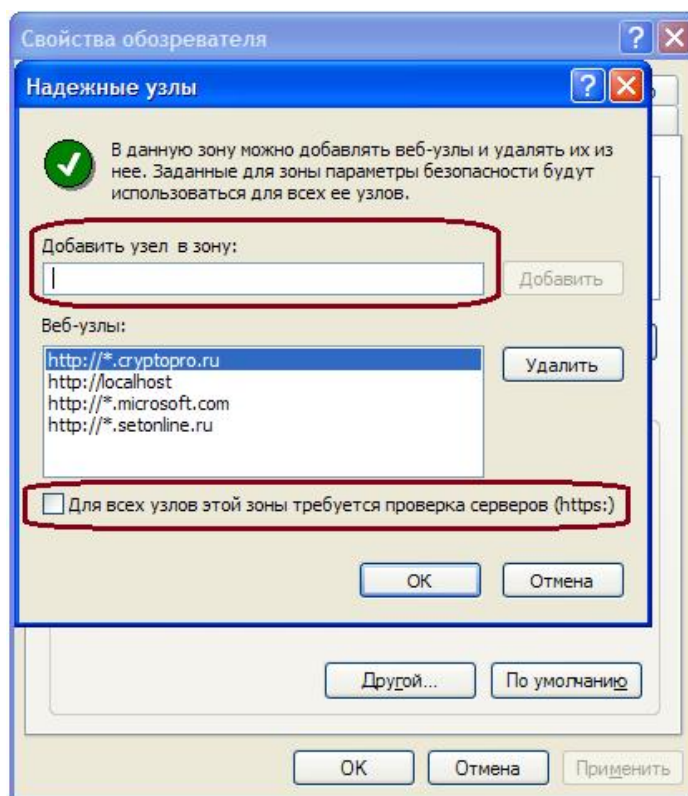 Свойства обозревателя
Надежные узлы
В данную зону можно добавлять веб-узлы и удалять их из
нее. Заданные для зоны параметры безопасности будут
использоваться для всех ее узлов.
Добавить узел в зону:
Добавить
Веб-узлы:
http://*.cryptopro.ru
http://localhost
http://*.microsoft.com
http://*.setonline.ru
Удалить
Для всех узлов этой зоны требуется проверка серверов (https:)
ОК
Отмена
Другой...
По умолчанию
ОК
Отмена
Применить